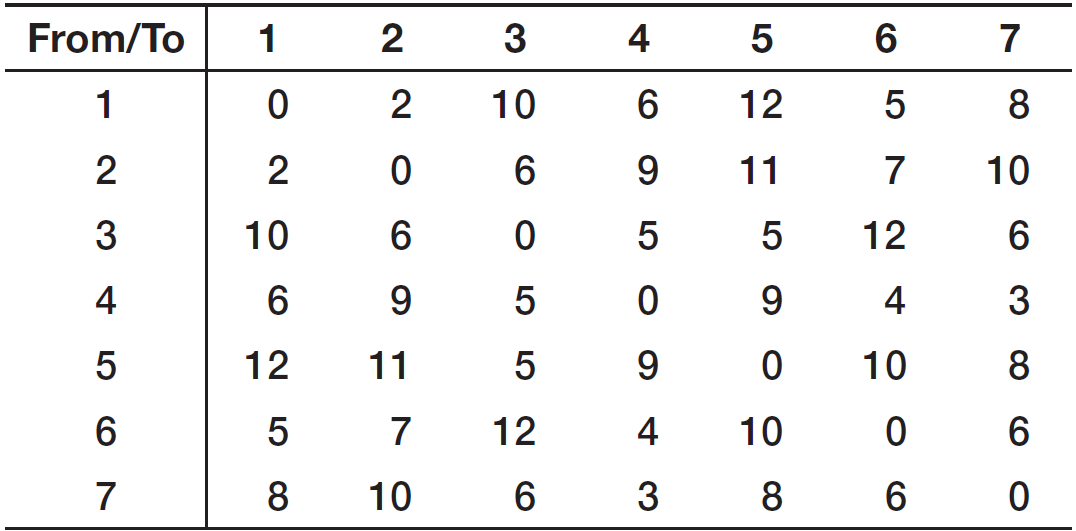 From/To 1 2 3 4 5 6 7
1 0 2 10 6 12 5 8
2 2 0 6 9 11 7 10
3 10 6 0 5 5 12 6
4 6 9 5 0 9 4 3
5 12 11 5 9 0 10 8
6 5 7 12 4 10 0 6
7 8 10 6 3 8 6 0